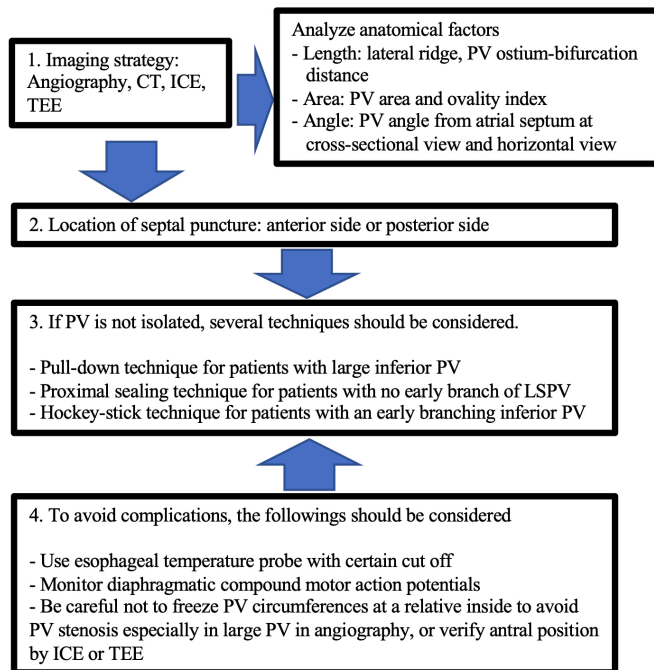 1. Imaging strategy:
Angiography, CT, ICE,
TEE
Analyze anatomical factors
- Length: lateral ridge, PV ostium-bifurcation
distance
- Area: PV area and ovality index
- Angle: PV angle from atrial septum at
cross-sectional view and horizontal view
2. Location of septal puncture: anterior side or posterior side
3. If PV is not isolated, several techniques should be considered.
- Pull-down technique for patients with large inferior PV
- Proximal sealing technique for patients with no early branch of LSPV
- Hockey-stick technique for patients with an early branching inferior PV
4. To avoid complications, the followings should be considered
- Use esophageal temperature probe with certain cut off
- Monitor diaphragmatic compound motor action potentials
- Be careful not to freeze PV circumferences at a relative inside to avoid
PV stenosis especially in large PV in angiography, or verify antral position
by ICE or TEE